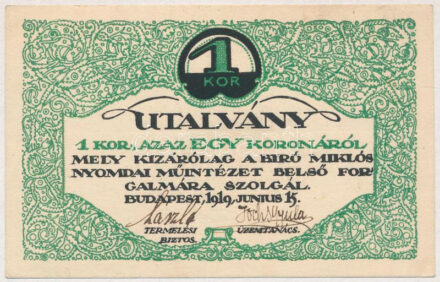 1
KOR
UTALVÁNY
1 KOR, AZAZ EGY KORONÁRÓL
MELY KIZÁRÓLAG A BIRÓ MIKLÓS
NYOMDAI MŰINTÉZET BELSŐ FOR
GALMÁRA SZOLGÁL.
BUDAPEST, 1919, JUNIUS 15.
László
TERMELÉSI ÜZEMTANÁCS.
BIZTOS.